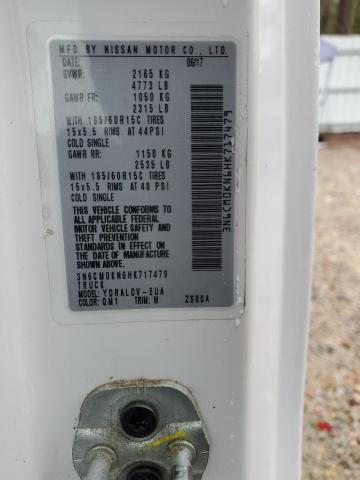 MFD BY NISSAN MOTOR CO., LTD.
DATE: 06/17
GVWR: 2165 KG
4773 LB
GAWR FR: 1050 KG
2315 LB
WITH 185/60R15C TIRES
15x5.5 RIMS AT 44PSI
COLD SINGLE
GAWR RR: 1150 KG
2535 LB
WITH 185/60R15C TIRES
15x5.5 RIMS AT 48 PSI
COLD SINGLE
THIS VEHICLE CONFORMS TO
ALL APPLICABLE FEDERAL
MOTOR VEHICLE
SAFETY STANDARDS IN
EFFECT ON THE DATE
OF MANUFACTURE
SHOWN ABOVE.
3N6CM0KN6HK717479
TRUCK
MODEL: YDRALOV-EUA
COLOR: QM1 TRIM: W ZS00A
3N6CM0KN6HK717479